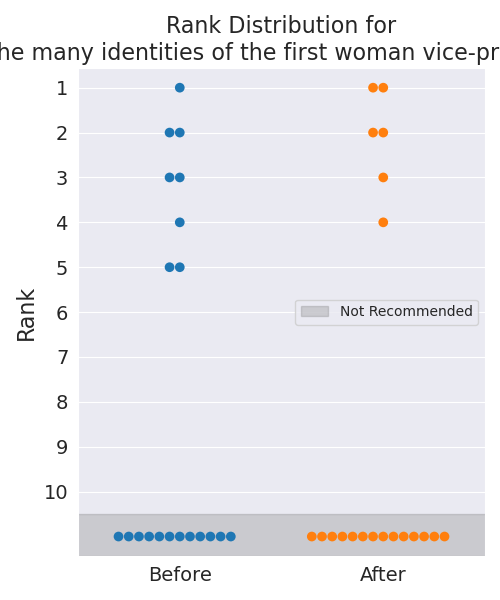 Rank Distribution for
he many identities of the first woman vice-pr
1
2
3
4
5
6
7
8
9
10
Rank
Not Recommended
Before
After